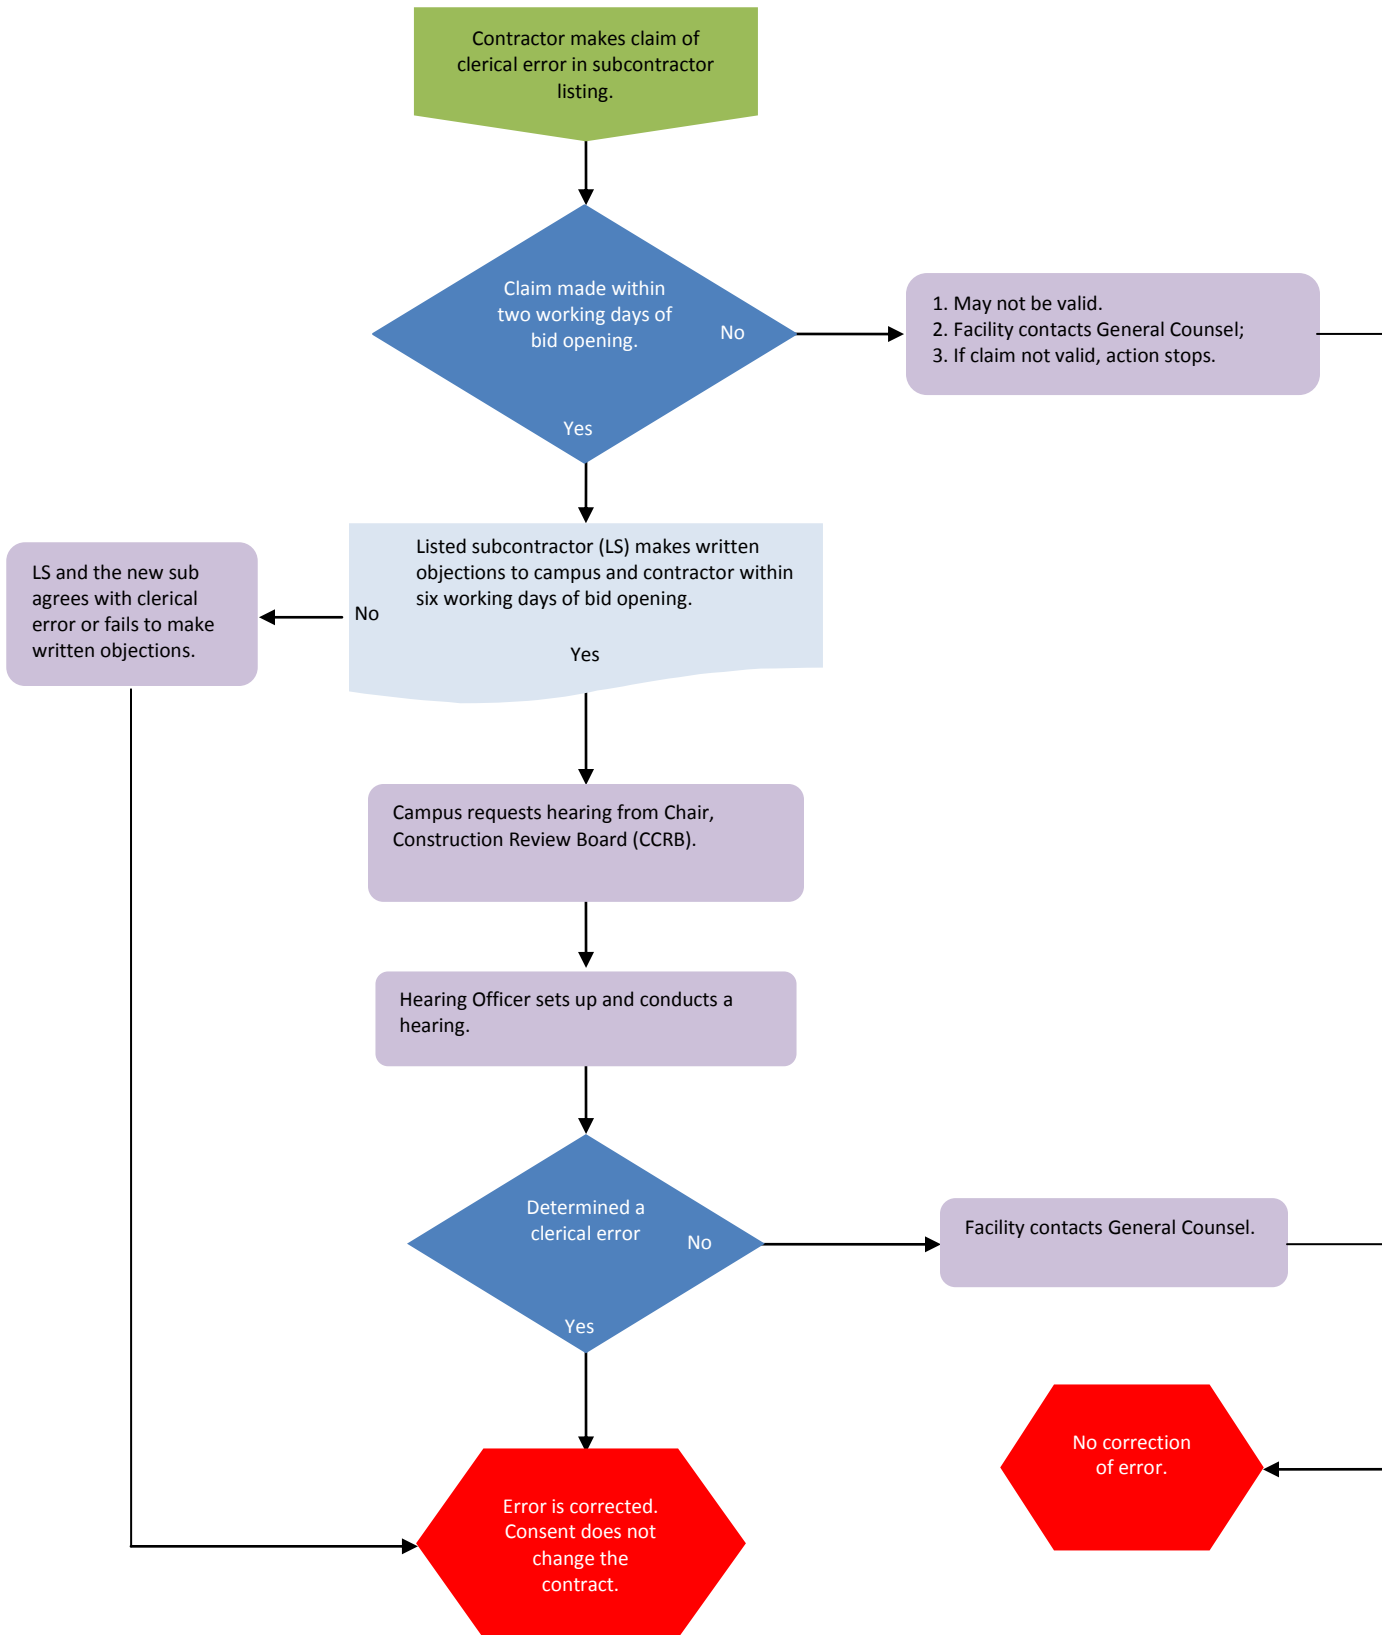 Contractor makes claim of
clerical error in subcontractor
listing.
Claim made within
two working days of
bid opening.
No
Yes
1. May not be valid.
2. Facility contacts General Counsel;
3. If claim not valid, action stops.
Listed subcontractor (LS) makes written
objections to campus and contractor within
six working days of bid opening.
No
Yes
LS and the new sub
agrees with clerical
error or fails to make
written objections.
Campus requests hearing from Chair,
Construction Review Board (CCRB).
Hearing Officer sets up and conducts a
hearing.
Determined a
clerical error
No
Yes
Facility contacts General Counsel.
No correction
of error.
Error is corrected.
Consent does not
change the
contract.